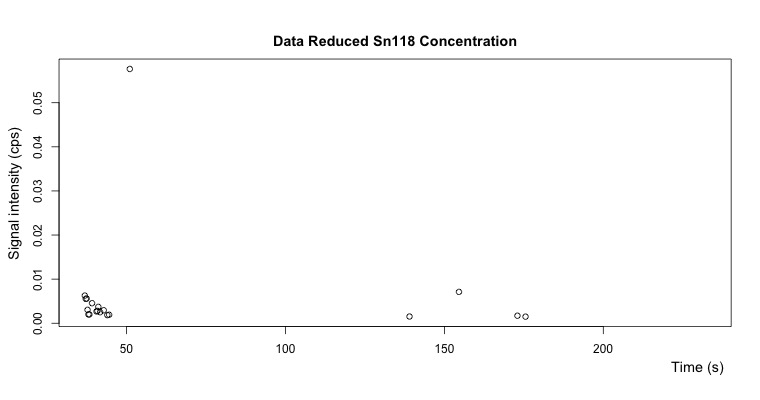 Data Reduced Sn118 Concentration
Signal intensity (cps)
0.05
0.04
0.03
0.02
0.01
0.00
50 100 150 200
Time (s)